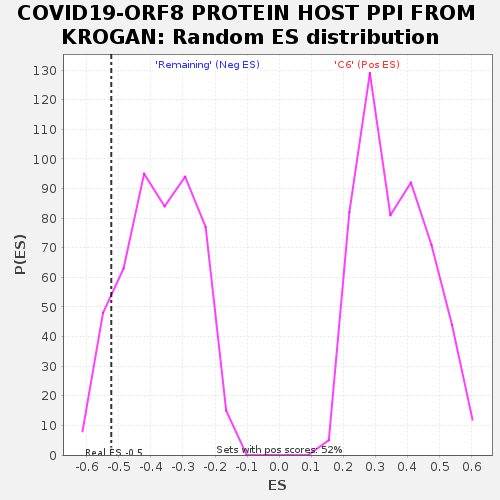 COVID19-ORF8 PROTEIN HOST PPI FROM
KROGAN: Random ES distribution
'Remaining' (Neg ES)
'C6' (Pos ES)
P(ES)
130
120
110
100
90
80
70
60
50
40
30
20
10
0
Real ES -0.5
Sets with pos scores: 52%
-0.6 -0.5 -0.4 -0.3 -0.2 -0.1 0.0 0.1 0.2 0.3 0.4 0.5 0.6
ES